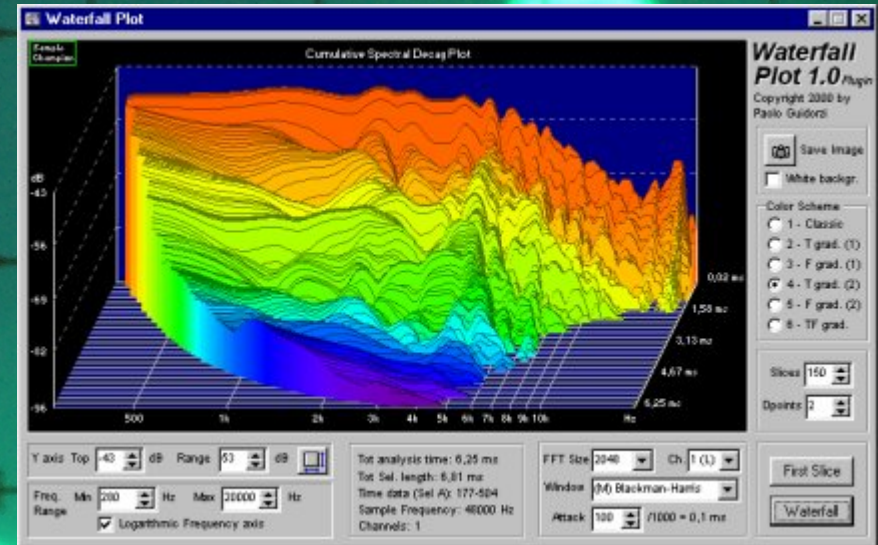 Waterfall Plot
Sample
Champion
Cumulative Spectral Decay Plot
dB
-43
-56
-69
-82
-96
0,02 ms
1,58 ms
3,13 ms
4,67 ms
6,25 ms
500 1k 2k 3k 4k 5k 6k 7k 8k 9k 10k Hz
Waterfall
Plot 1.0 Plugin
Copyright 2000 by
Paolo Guidorzi
Save Image
White backgr.
Color Scheme
1 - Classic
2 - T grad. (1)
3 - F grad. (1)
4 - T grad. (2)
5 - F grad. (2)
6 - TF grad.
Slices 150
Dpoints 2
Y axis Top -43 dB Range 53 dB
Freq. Range Min 280 Hz Max 20000 Hz
Logarithmic Frequency axis
Tot analysis time: 6,25 ms
Tot Sel. length: 6,81 ms
Time data (Sel A): 177-504
Sample Frequency: 48000 Hz
Channels: 1
FFT Size 2048 Ch. 1 (L)
Window (M) Blackman-Harris
Attack 100 /1000 = 0,1 ms
First Slice
Waterfall